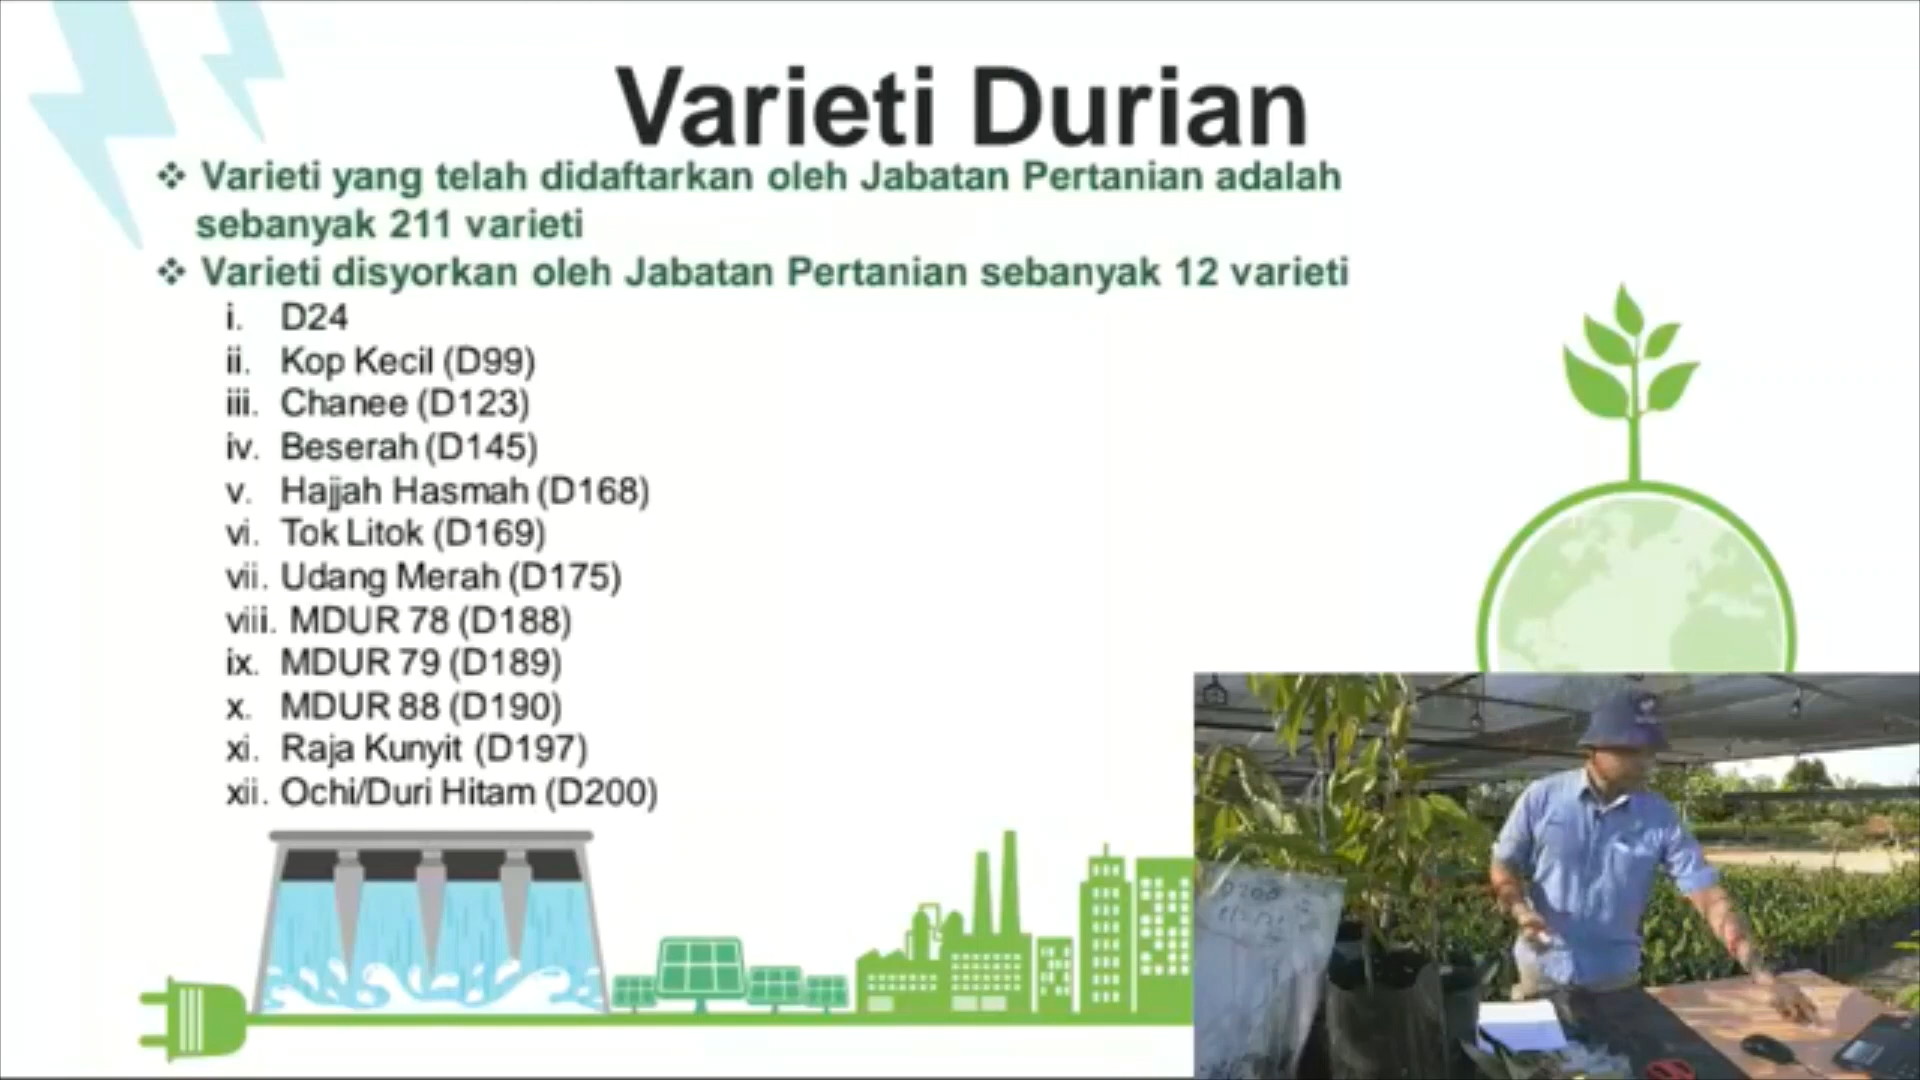 Varieti Durian
❖ Varieti yang telah didaftarkan oleh Jabatan Pertanian adalah
sebanyak 211 varieti
❖ Varieti disyorkan oleh Jabatan Pertanian sebanyak 12 varieti
i. D24
ii. Kop Kecil (D99)
iii. Chanee (D123)
iv. Beserah (D145)
v. Hajjah Hasmah (D168)
vi. Tok Litok (D169)
vii. Udang Merah (D175)
viii. MDUR 78 (D188)
ix. MDUR 79 (D189)
x. MDUR 88 (D190)
xi. Raja Kunyit (D197)
xii. Ochi/Duri Hitam (D200)